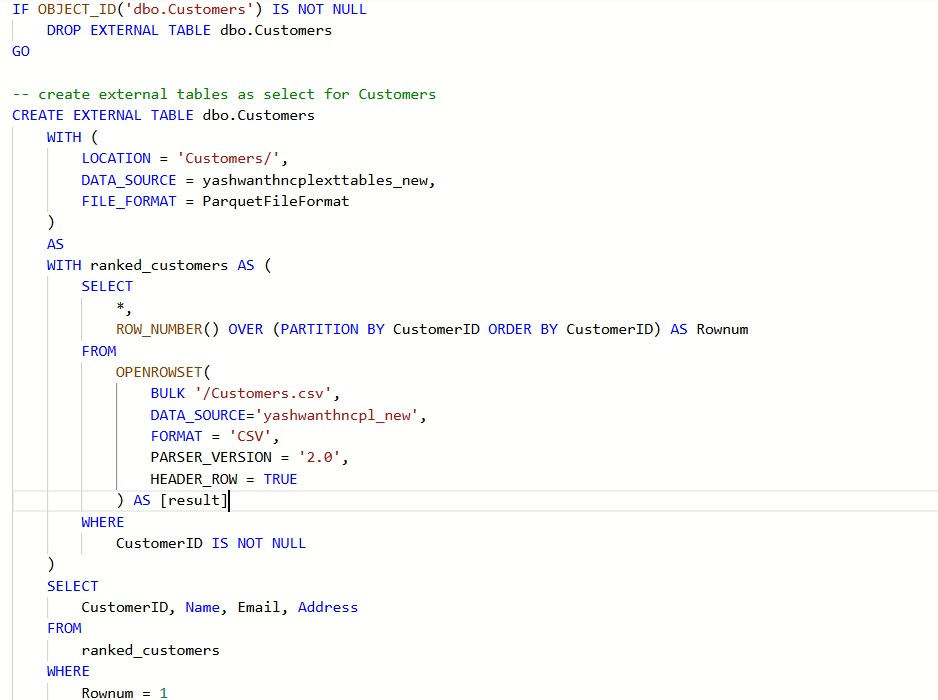 IF OBJECT_ID('dbo.Customers') IS NOT NULL
DROP EXTERNAL TABLE dbo.Customers
GO
-- create external tables as select for Customers
CREATE EXTERNAL TABLE dbo.Customers
WITH (
LOCATION = 'Customers/',
DATA_SOURCE = yashwanthncplexttables_new,
FILE_FORMAT = ParquetFileFormat
)
AS
WITH ranked_customers AS (
SELECT
*,
ROW_NUMBER() OVER (PARTITION BY CustomerID ORDER BY CustomerID) AS Rownum
FROM
OPENROWSET(
BULK '/Customers.csv',
DATA_SOURCE='yashwanthncpl_new',
FORMAT = 'CSV',
PARSER_VERSION = '2.0',
HEADER_ROW = TRUE
) AS [result]
WHERE
CustomerID IS NOT NULL
)
SELECT
CustomerID, Name, Email, Address
FROM
ranked_customers
WHERE
Rownum = 1